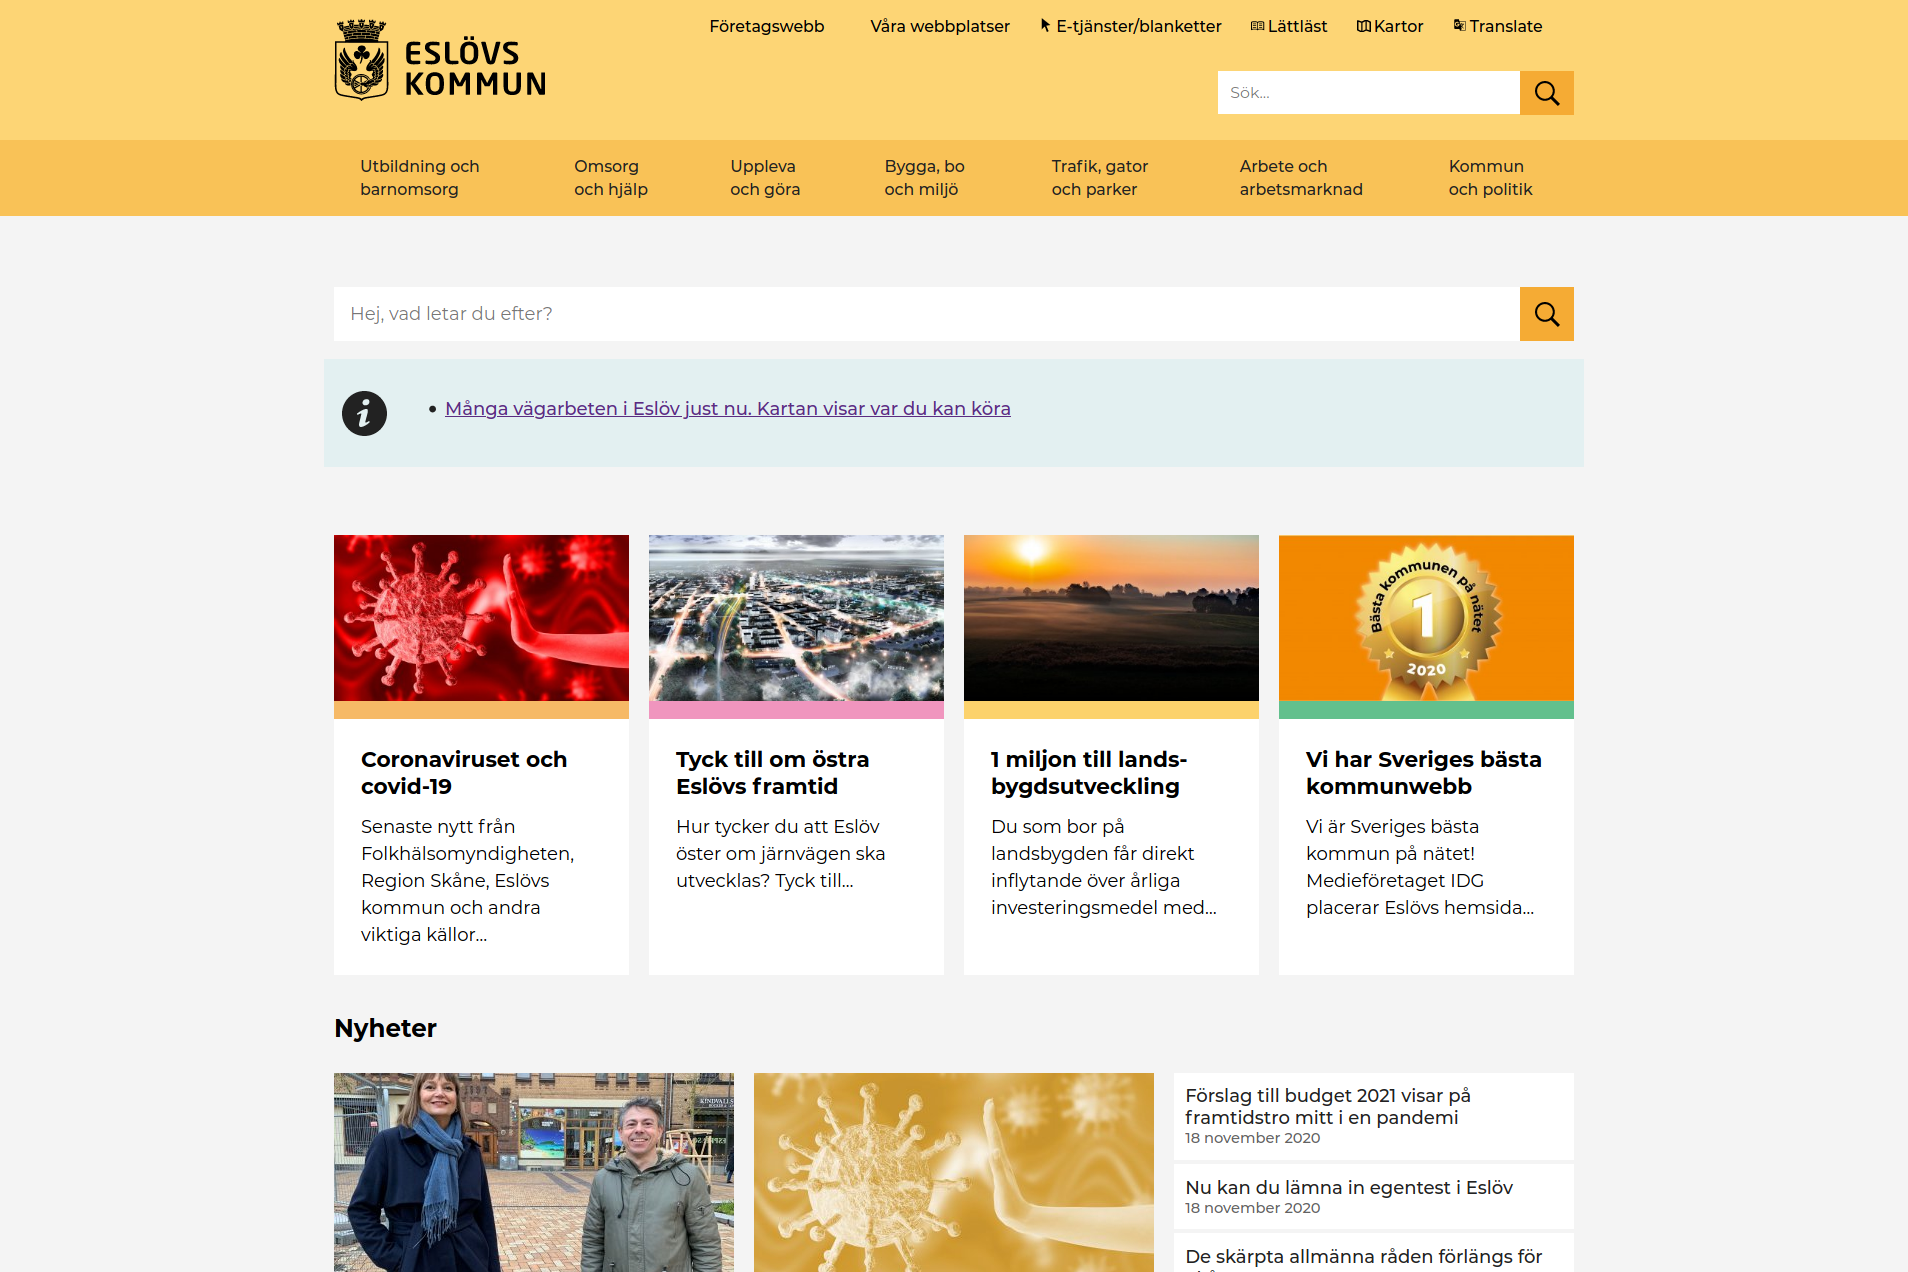 ESLÖVS
KOMMUN
Företagswebb
Våra webbplatser
E-tjänster/blanketter
Lättläst
Kartor
Translate
Sök...
Utbildning och
barnomsorg
Omsorg
och hjälp
Uppleva
och göra
Bygga, bo
och miljö
Trafik, gator
och parker
Arbete och
arbetsmarknad
Kommun
och politik
Hej, vad letar du efter?
Många vägarbeten i Eslöv just nu. Kartan visar var du kan köra
Bästa kommunen på nätet
1
2020
Coronaviruset och
covid-19
Senaste nytt från
Folkhälsomyndigheten,
Region Skåne, Eslövs
kommun och andra
viktiga källor...
Tyck till om östra
Eslövs framtid
Hur tycker du att Eslöv
öster om järnvägen ska
utvecklas? Tyck till...
1 miljon till lands-
bygdsutveckling
Du som bor på
landsbygden får direkt
inflytande över årliga
investeringsmedel med...
Vi har Sveriges bästa
kommunwebb
Vi är Sveriges bästa
kommun på nätet!
Medieföretaget IDG
placerar Eslövs hemsida...
Nyheter
Förslag till budget 2021 visar på
framtidstro mitt i en pandemi
18 november 2020
Nu kan du lämna in egentest i Eslöv
18 november 2020
De skärpta allmänna råden förlängs för